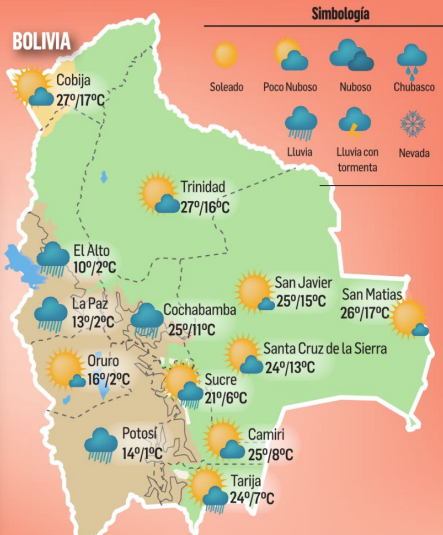 Simbología
BOLIVIA
Soleado
Poco Nuboso
Nuboso
Chubasco
Lluvia
Lluvia con
tormenta
Nevada
Cobija
27º/17ºC
Trinidad
27º/16ºC
El Alto
10º/2ºC
La Paz
13º/2ºC
Cochabamba
25º/11ºC
San Javier
25º/15ºC
San Matias
26º/17ºC
Oruro
16º/2ºC
Santa Cruz de la Sierra
24º/13ºC
Sucre
21º/6ºC
Potosí
14º/1ºC
Camiri
25º/8ºC
Tarija
24º/7ºC